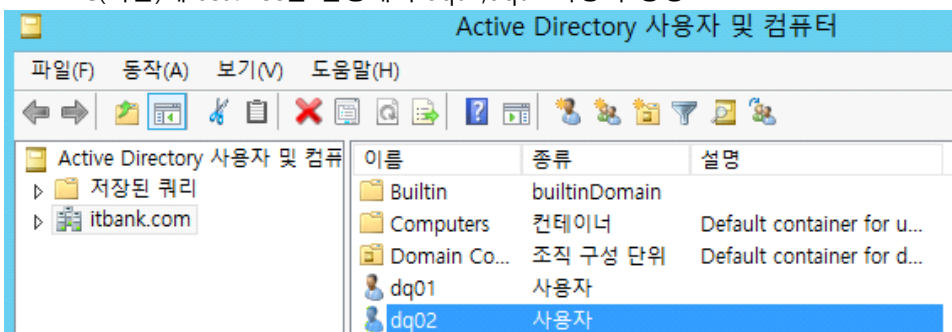 Active Directory 사용자 및 컴퓨터
파일(F) 동작(A) 보기(V) 도움말(H)
Active Directory 사용자 및 컴퓨
저장된 쿼리
itbank.com
이름 종류 설명
Builtin builtinDomain
Computers 컨테이너 Default container for u...
Domain Co... 조직 구성 단위 Default container for d...
dq01 사용자
dq02 사용자